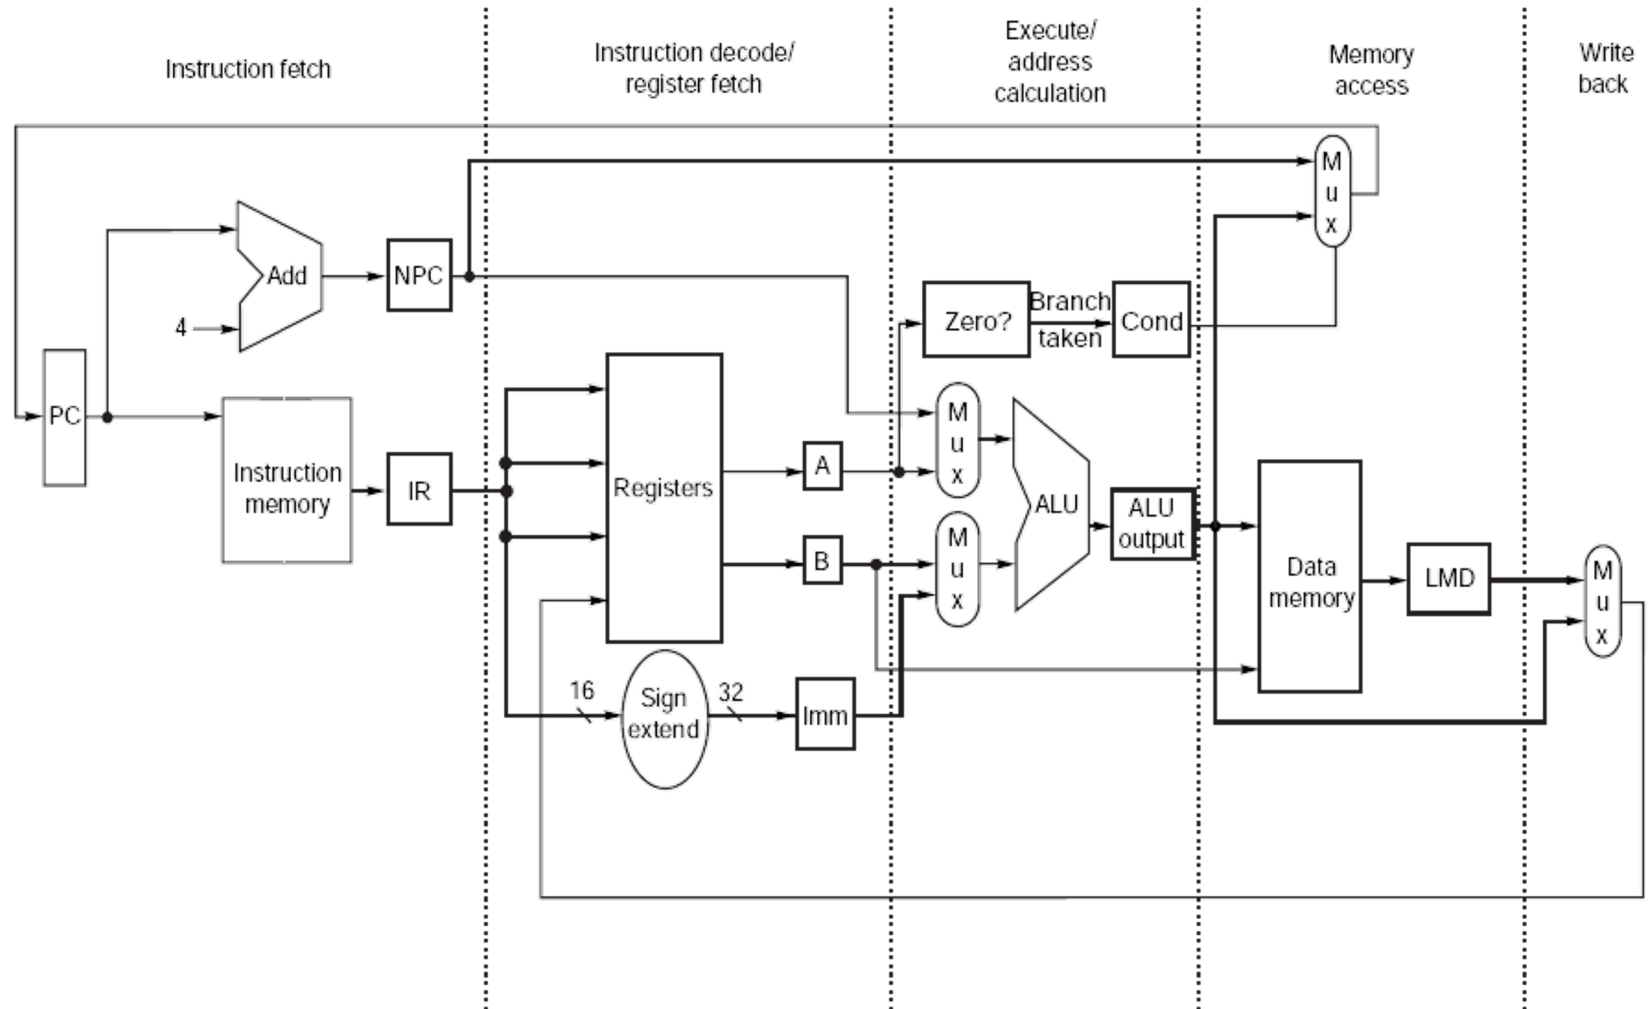 Instruction fetch
Instruction decode/
register fetch
Execute/
address
calculation
Memory
access
Write
back
M
u
x
Add
NPC
4
Zero?
Branch
taken
Cond
PC
Instruction
memory
IR
Registers
A
B
M
u
x
M
u
x
ALU
ALU
output
Data
memory
LMD
M
u
x
16
Sign
extend
32
Imm